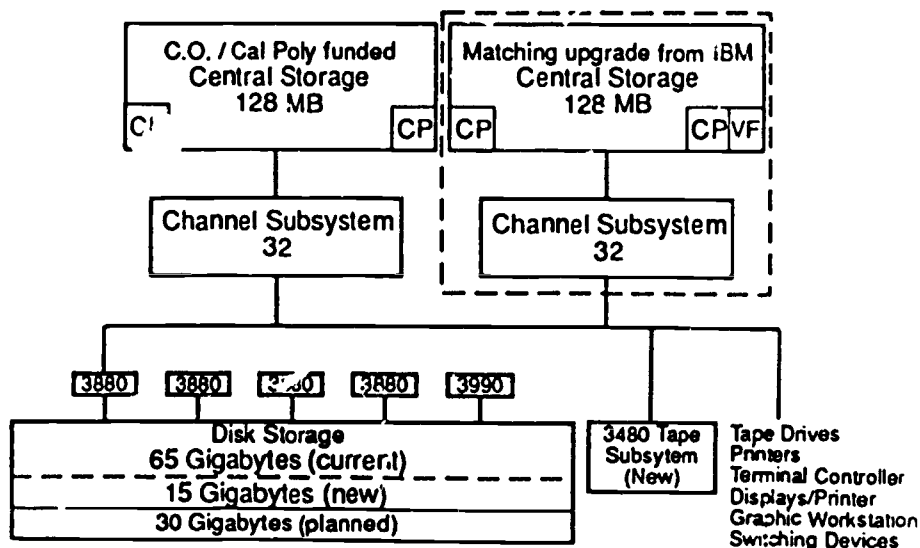 C.O. / Cal Poly funded
Central Storage
128 MB
CP
Matching upgrade from IBM
Central Storage
128 MB
CP
CP VF
Channel Subsystem
32
Channel Subsystem
32
3880
3880
3880
3990
Disk Storage
65 Gigabytes (current)
15 Gigabytes (new)
30 Gigabytes (planned)
3480 Tape
Subsytem
(New)
Tape Drives
Printers
Terminal Controller
Displays/Printer
Graphic Workstation
Switching Devices